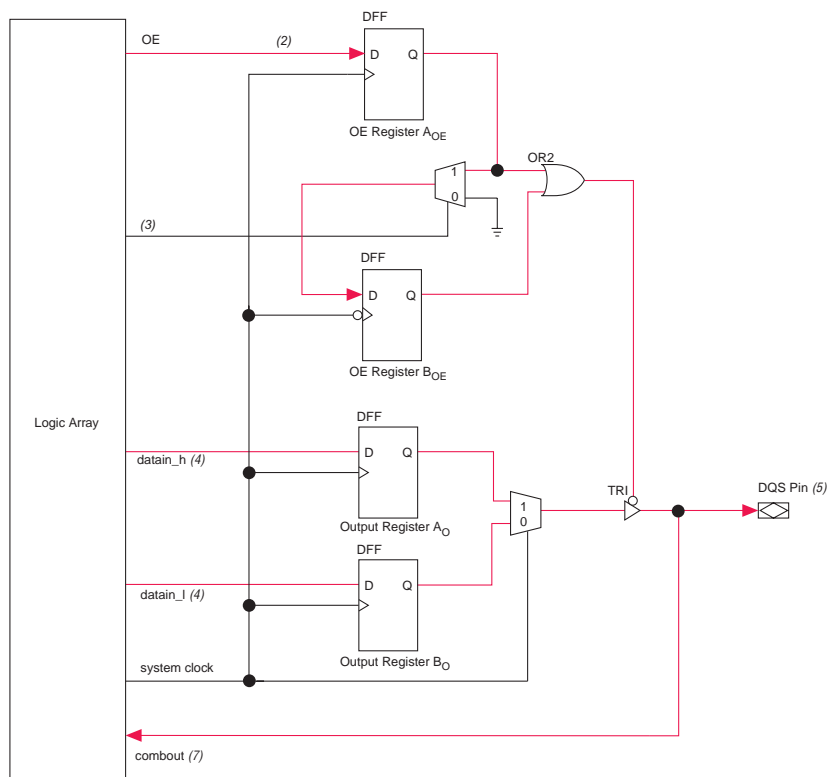 DFF
OE (2)
D Q
OE Register A_OE
OR2
1
0
(3)
DFF
D Q
OE Register B_OE
Logic Array
DFF
datain_h (4)
D Q
Output Register A_O
TRI
DQS Pin (5)
1
0
DFF
datain_l (4)
D Q
Output Register B_O
system clock
combout (7)